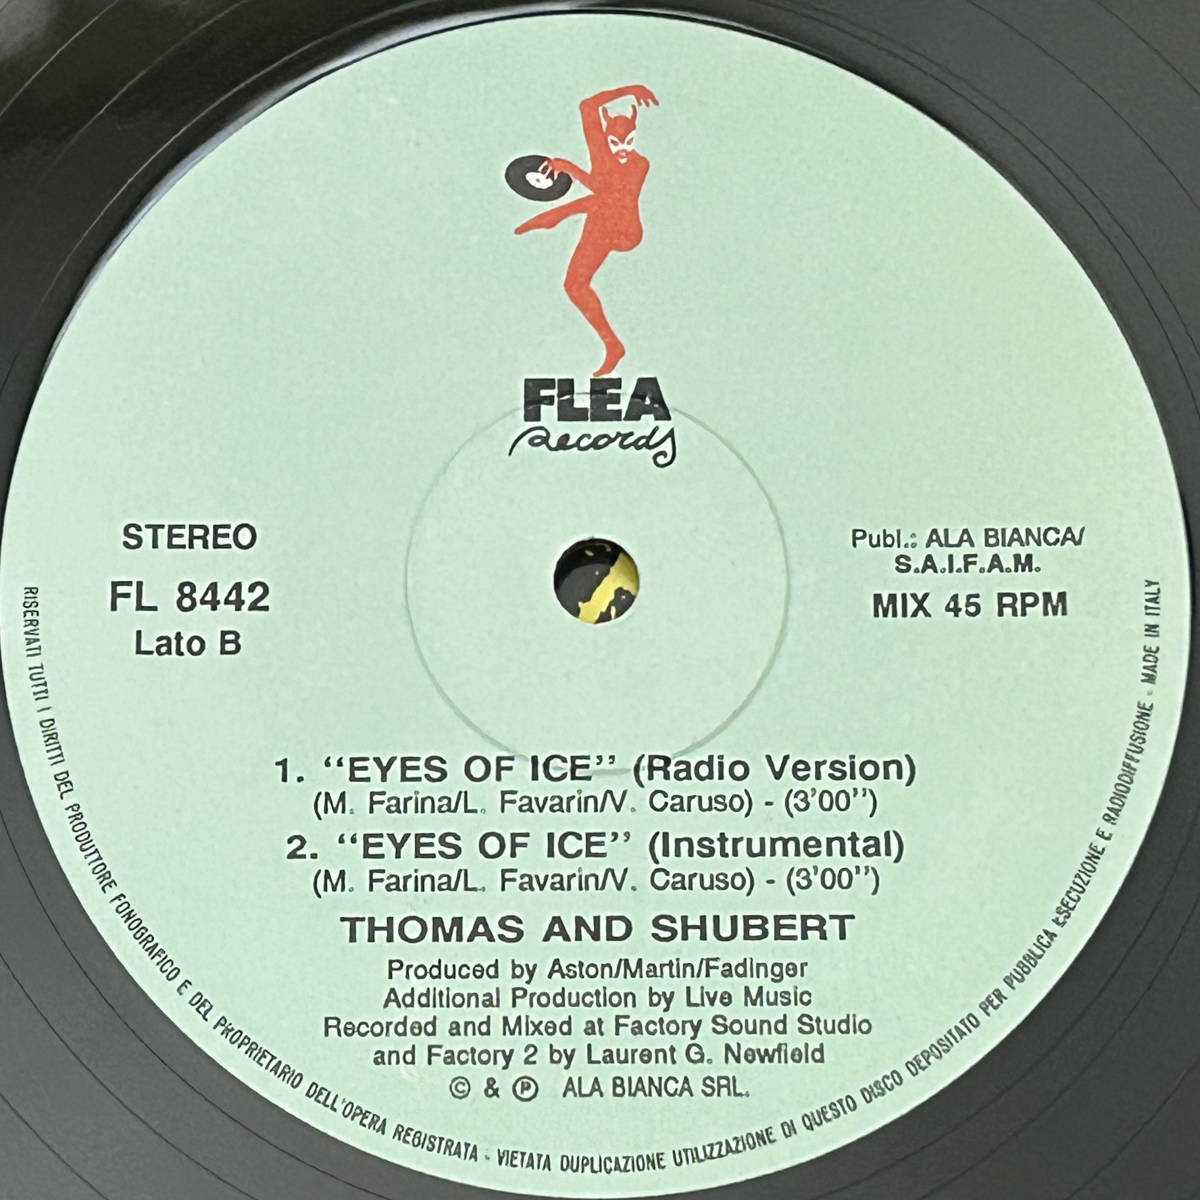 FLEA
Records
STEREO
FL 8442
Lato B
Publ.: ALA BIANCA/
S.A.I.F.A.M.
MIX 45 RPM
1. “EYES OF ICE” (Radio Version)
(M. Farina/L. Favarin/V. Caruso) - (3’00”)
2. “EYES OF ICE” (Instrumental)
(M. Farina/L. Favarin/V. Caruso) - (3’00”)
THOMAS AND SHUBERT
Produced by Aston/Martin/Fadinger
Additional Production by Live Music
Recorded and Mixed at Factory Sound Studio
and Factory 2 by Laurent G. Newfield
© & ℗ ALA BIANCA SRL.
RISERVATI TUTTI I DIRITTI DEL PRODUTTORE FONOGRAFICO E DEL PROPRIETARIO DELL'OPERA REGISTRATA - VIETATA DUPLICAZIONE UTILIZZAZIONE DI QUESTO DISCO DEPOSITATO PER PUBBLICA ESECUZIONE E RADIODIFFUSIONE - MADE IN ITALY